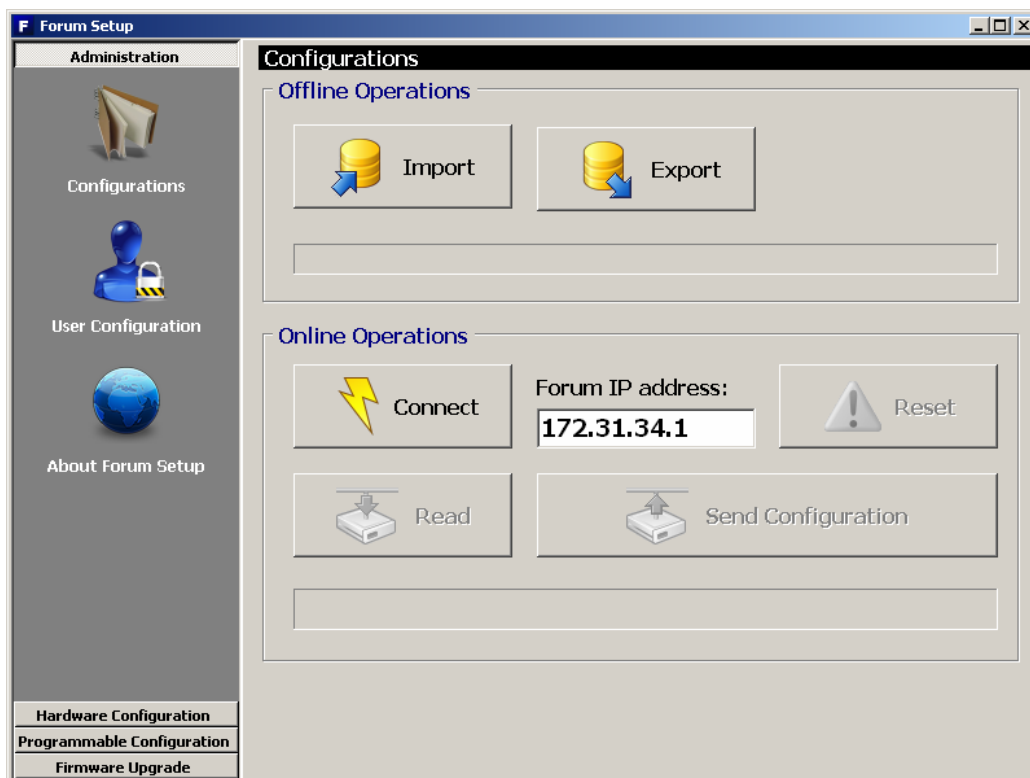 F Forum Setup
Administration
Configurations
User Configuration
About Forum Setup
Hardware Configuration
Programmable Configuration
Firmware Upgrade
Configurations
Offline Operations
Import
Export
Online Operations
Connect
Forum IP address:
172.31.34.1
Reset
Read
Send Configuration